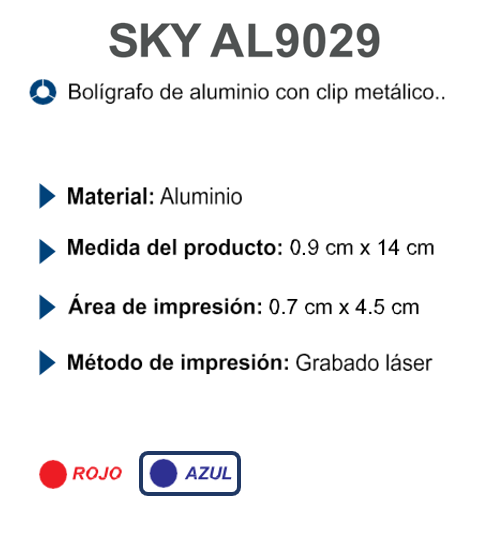 SKY AL9029
Bolígrafo de aluminio con clip metálico..
Material: Aluminio
Medida del producto: 0.9 cm x 14 cm
Área de impresión: 0.7 cm x 4.5 cm
Método de impresión: Grabado láser
ROJO AZUL